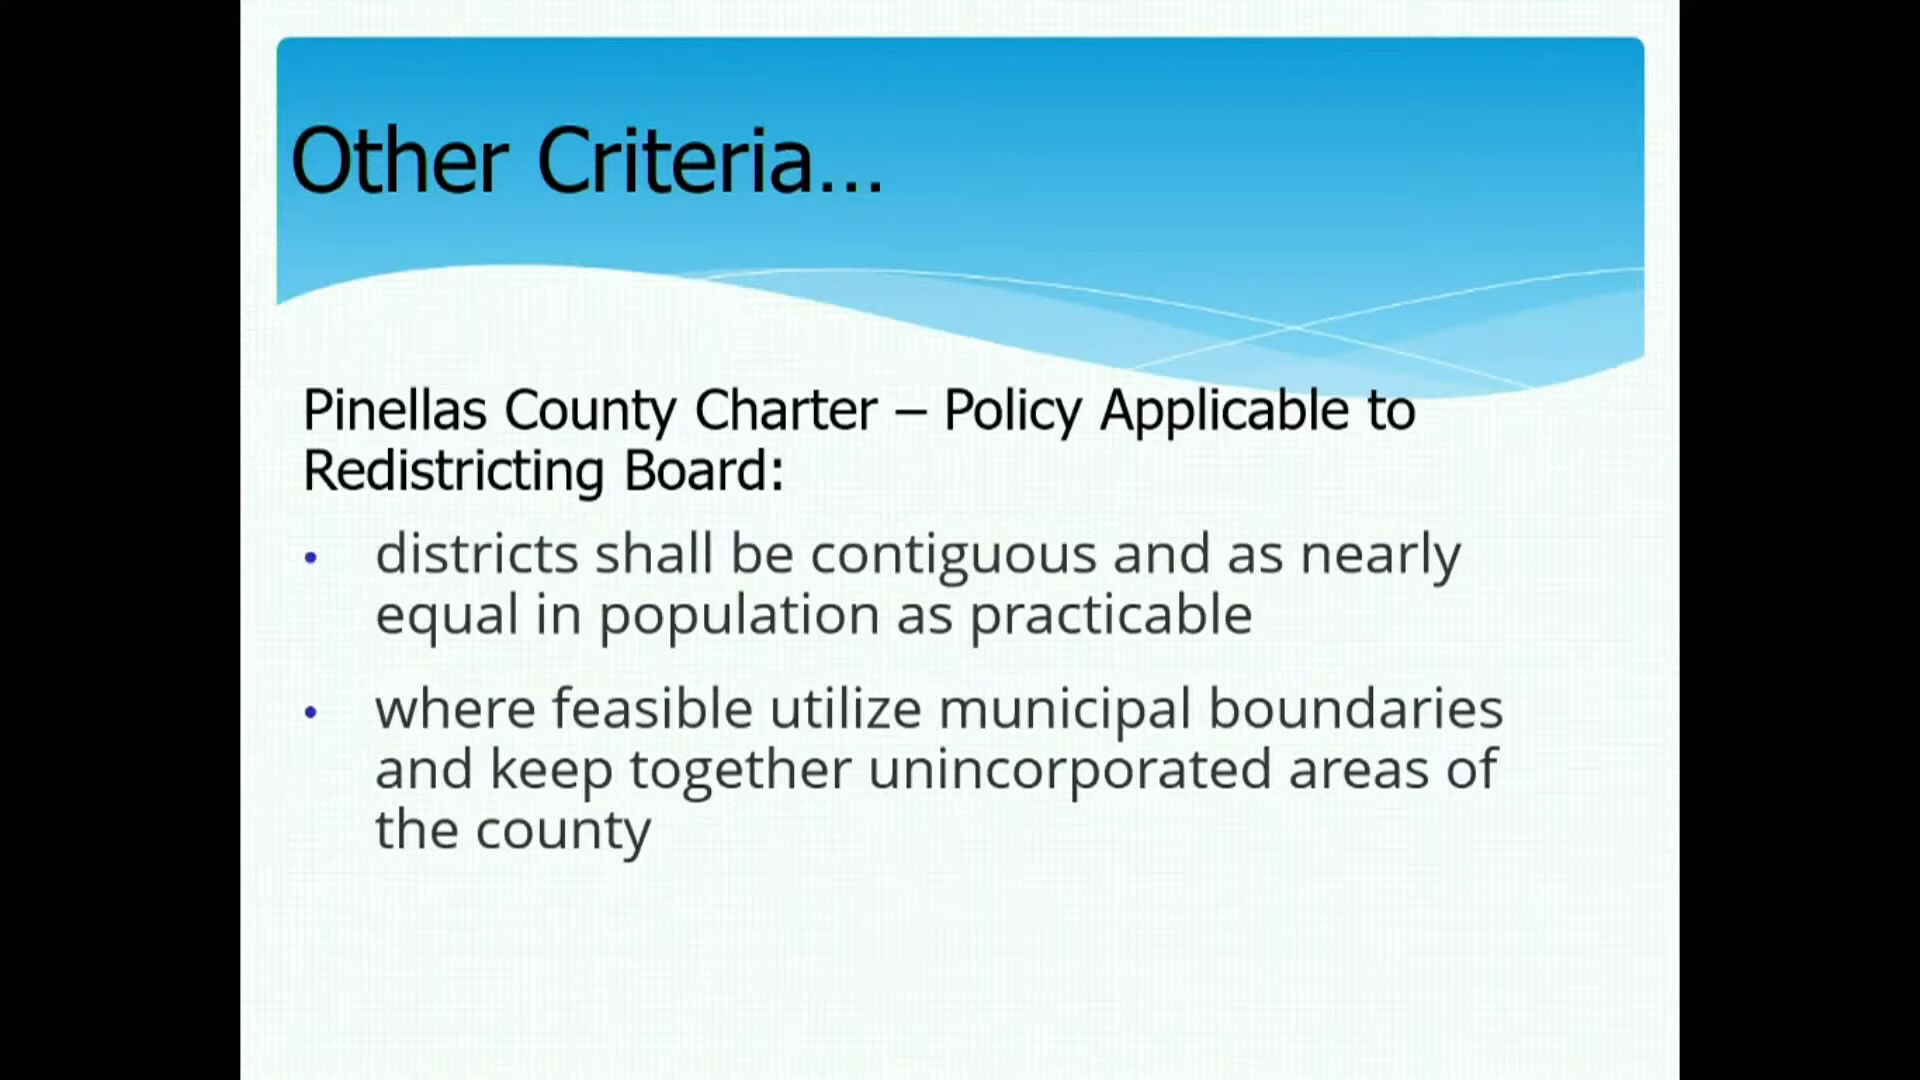 Other Criteria...
Pinellas County Charter – Policy Applicable to
Redistricting Board:
• districts shall be contiguous and as nearly
equal in population as practicable
• where feasible utilize municipal boundaries
and keep together unincorporated areas of
the county